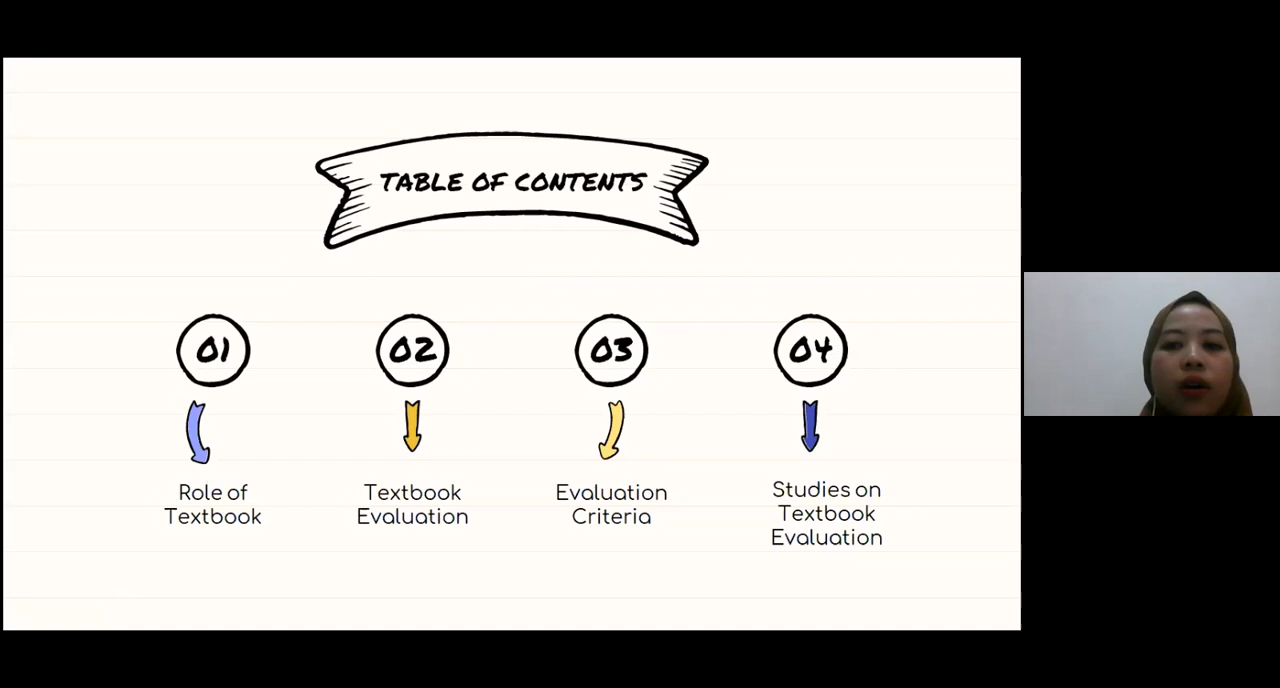 TABLE OF CONTENTS
01
02
03
04
Role of
Textbook
Textbook
Evaluation
Evaluation
Criteria
Studies on
Textbook
Evaluation